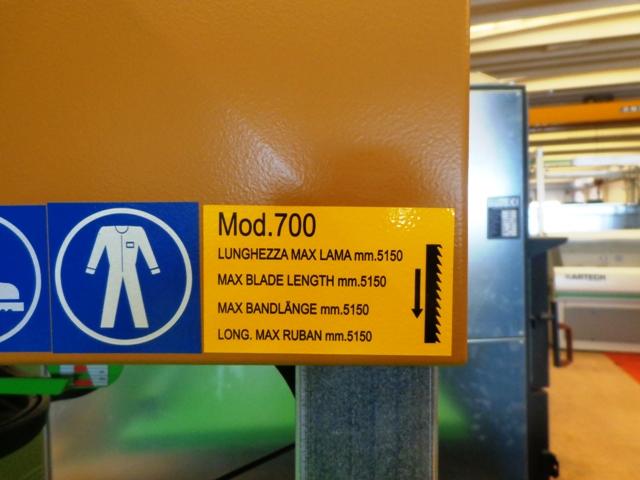 Mod.700
LUNGHEZZA MAX LAMA mm.5150
MAX BLADE LENGTH mm.5150
MAX BANDLÄNGE mm.5150
LONG. MAX RUBAN mm.5150